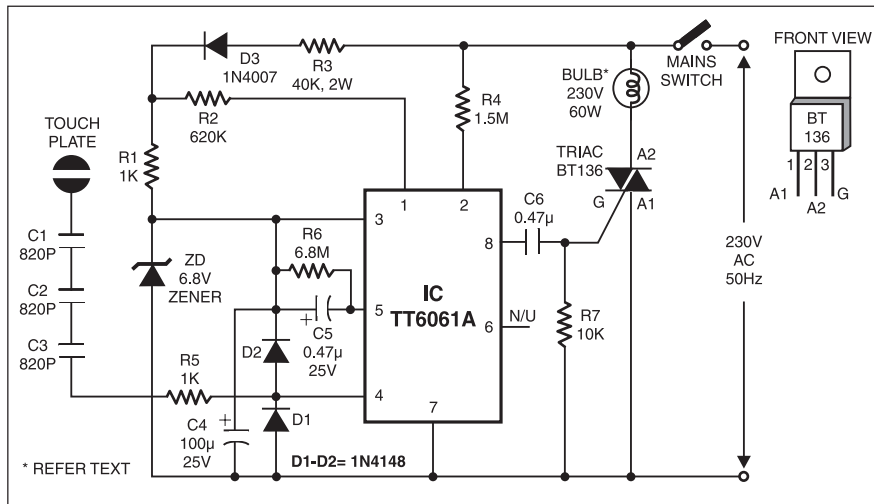 D3
1N4007
R3
40K, 2W
R2
620K
R4
1.5M
BULB*
230V
60W
MAINS
SWITCH
FRONT VIEW
BT
136
1 2 3
A1
A2
G
TOUCH
PLATE
R1
1K
TRIAC
BT136
A2
G
A1
C1
820P
C2
820P
C3
820P
ZD
6.8V
ZENER
R6
6.8M
+
C5
0.47µ
25V
D2
R5
1K
C4
+
100µ
25V
D1
3
1
2
8
5
6
4
7
IC
TT6061A
N/U
C6
0.47µ
R7
10K
230V
AC
50Hz
* REFER TEXT
D1-D2= 1N4148